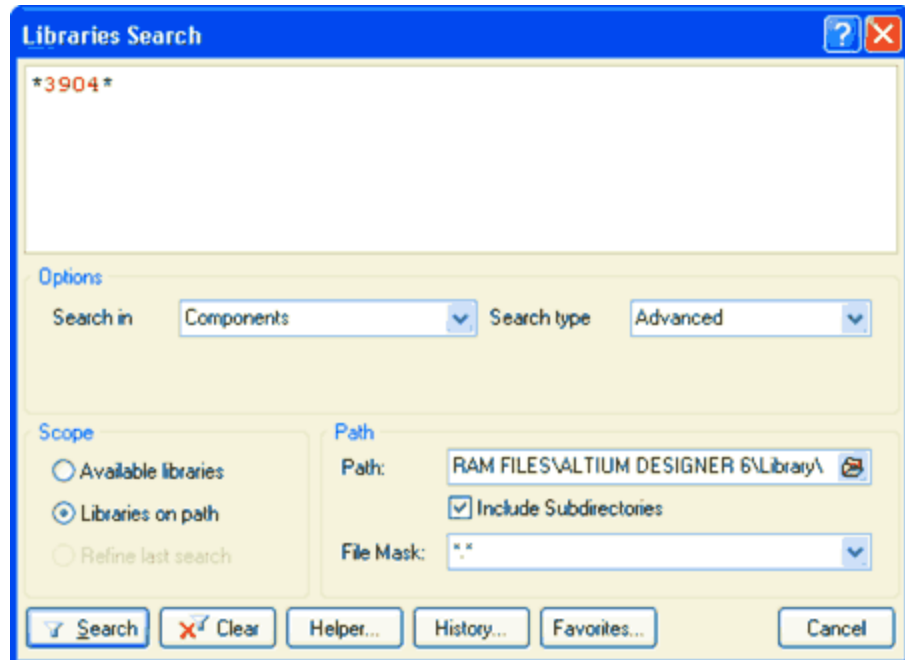 Libraries Search
*3904*
Options
Search in Components Search type Advanced
Scope
Available libraries
Libraries on path
Refine last search
Path
Path: RAM FILES\ALTIUM DESIGNER 6\Library\
Include Subdirectories
File Mask: *.*
Search Clear Helper... History... Favorites... Cancel